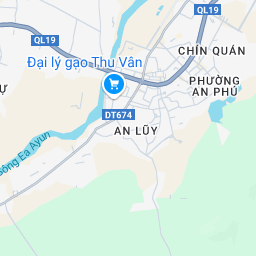 QL19
QL19
CHÍN QUÁN
Đại lý gạo Thu Vân
PHƯỜNG
AN PHÚ
DT674
AN LŨY
Sông Ea Ayun